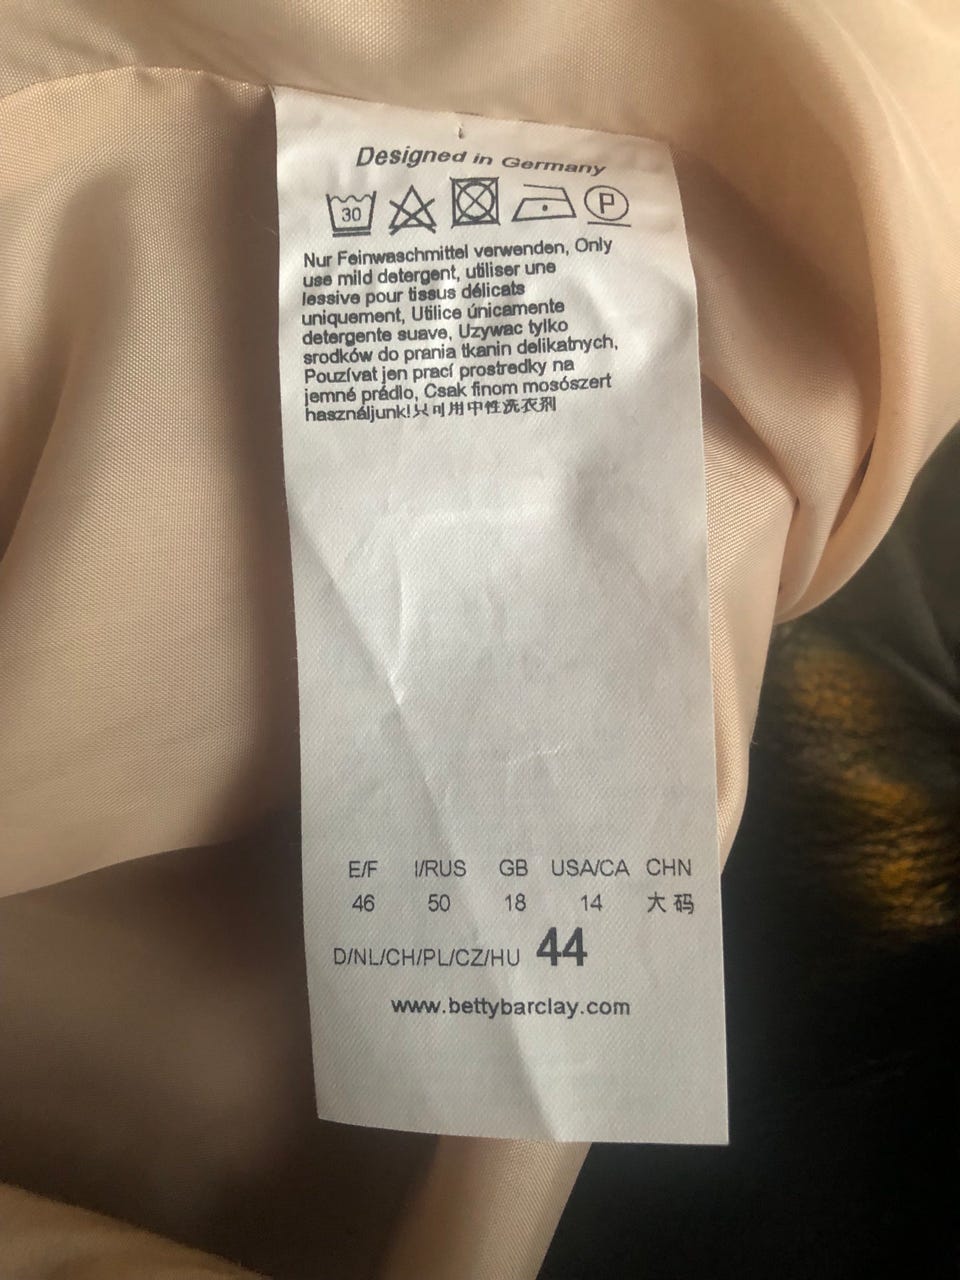 Designed in Germany
30 P
Nur Feinwaschmittel verwenden, Only
use mild detergent, utiliser une
lessive pour tissus délicats
uniquement, Utilice únicamente
detergente suave, Uzywac tylko
srodków do prania tkanin delikatnych,
Pouzívat jen prací prostredky na
jemné prádlo, Csak finom mosószert
használjunk!只可用中性洗衣剂
E/F I/RUS GB USA/CA CHN
46 50 18 14 大码
D/NL/CH/PL/CZ/HU 44
www.bettybarclay.com